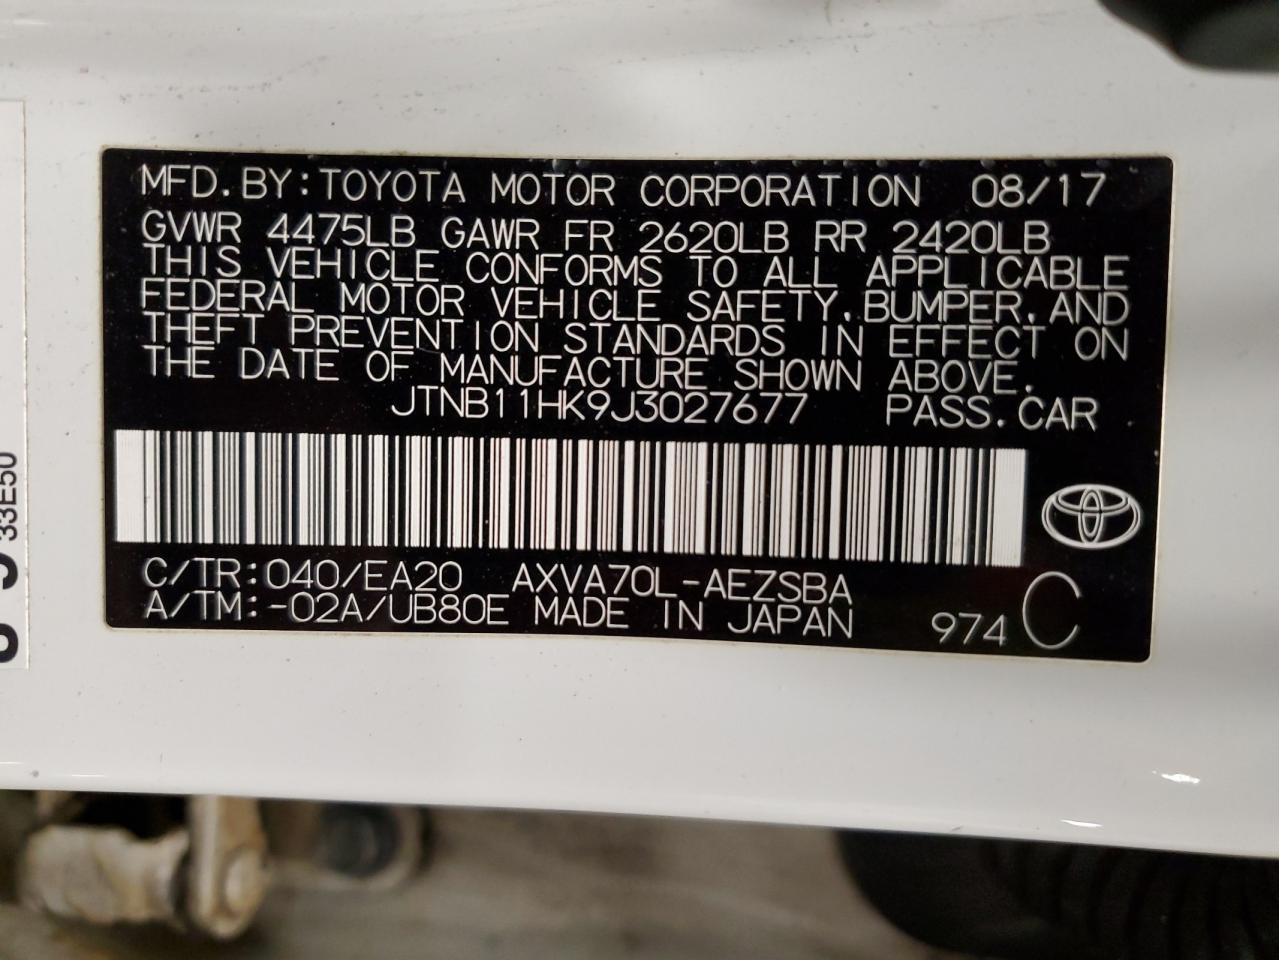 MFD.BY:TOYOTA MOTOR CORPORATION 08/17
GVWR 4475LB GAWR FR 2620LB RR 2420LB
THIS VEHICLE CONFORMS TO ALL APPLICABLE
FEDERAL MOTOR VEHICLE SAFETY,BUMPER,AND
THEFT PREVENTION STANDARDS IN EFFECT ON
THE DATE OF MANUFACTURE SHOWN ABOVE.
JTNB11HK9J3027677 PASS.CAR
C/TR:040/EA20 AXVA70L-AEZSBA
A/TM:-02A/UB80E MADE IN JAPAN 974 C
33E50